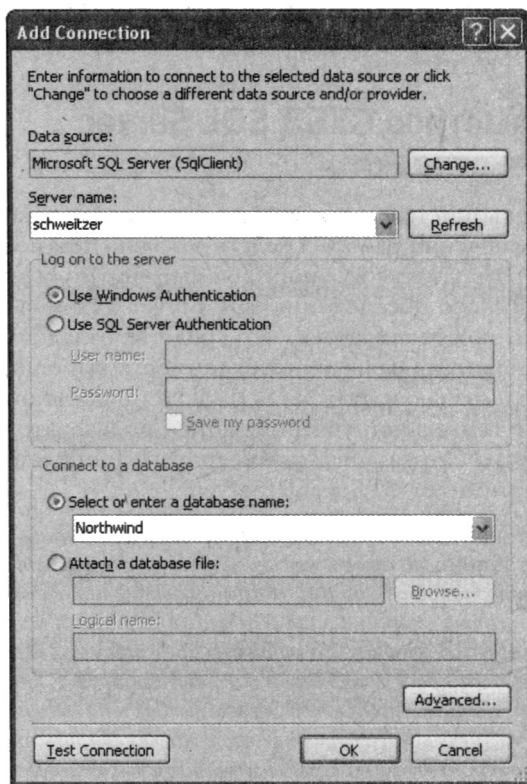 Add Connection
Enter information to connect to the selected data source or click
"Change" to choose a different data source and/or provider.
Data source:
Microsoft SQL Server (SqlClient)
Change...
Server name:
schweitzer
Refresh
Log on to the server
Use Windows Authentication
Use SQL Server Authentication
User name:
Password:
Save my password
Connect to a database
Select or enter a database name:
Northwind
Attach a database file:
Browse...
Logical name:
Advanced...
Test Connection
OK
Cancel